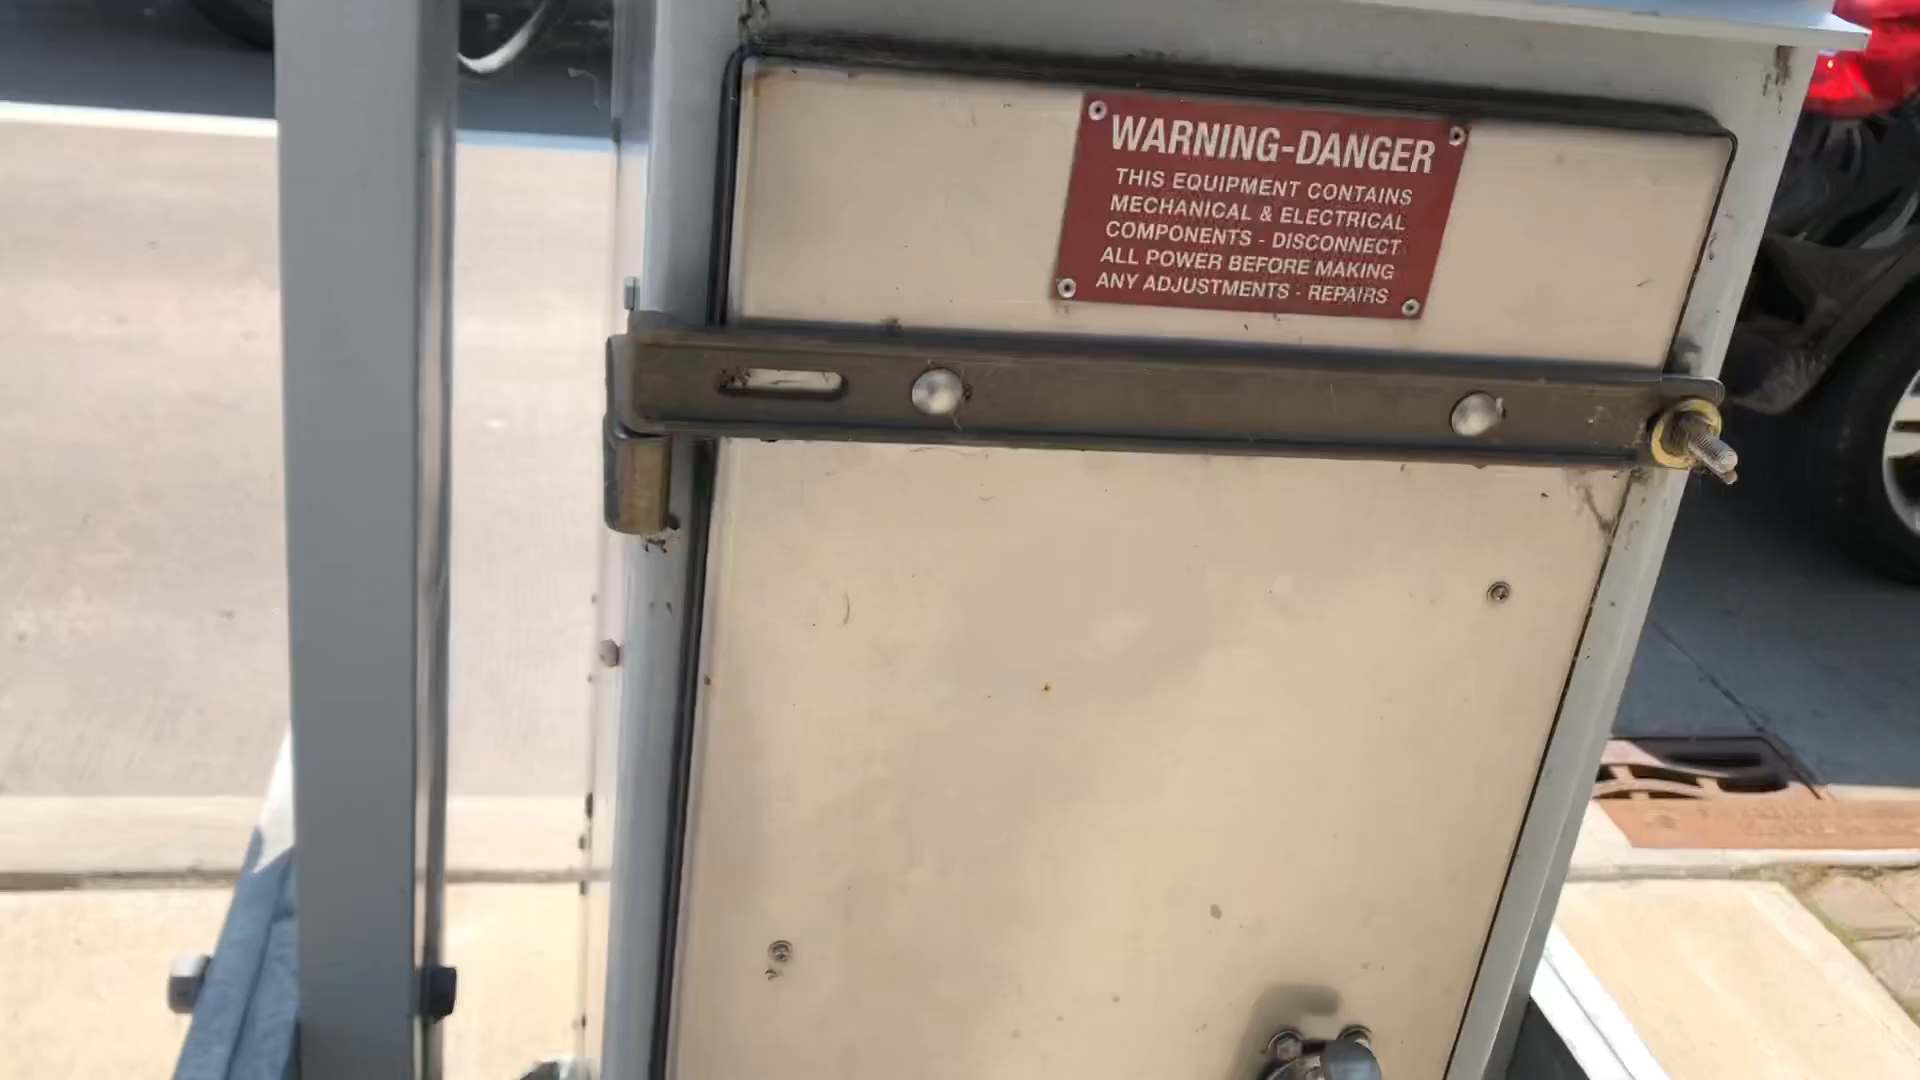 WARNING-DANGER
THIS EQUIPMENT CONTAINS
MECHANICAL & ELECTRICAL
COMPONENTS - DISCONNECT
ALL POWER BEFORE MAKING
ANY ADJUSTMENTS - REPAIRS